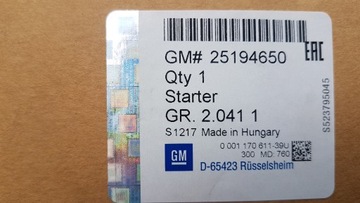 GM# 25194650
Qty 1
Starter
GR. 2.041 1
S1217 Made in Hungary
0 001 170 611-39U
300 MD: 760
GM
D-65423 Rüsselsheim
EAC
S523795045